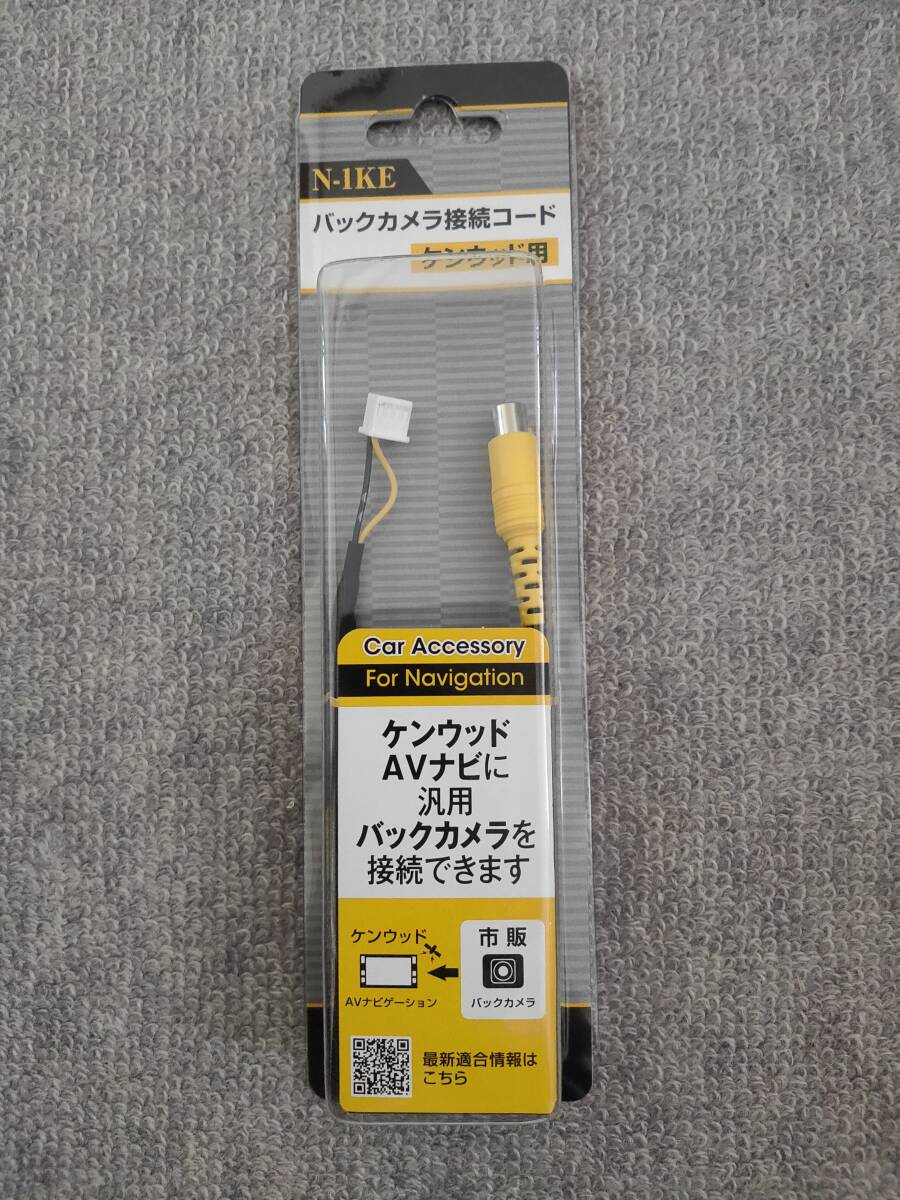 N-1KE
バックカメラ接続コード
ケンウッド用
Car Accessory
For Navigation
ケンウッド
AVナビに
汎用
バックカメラを
接続できます
ケンウッド
AVナビゲーション
市販
バックカメラ
最新適合情報は
こちら